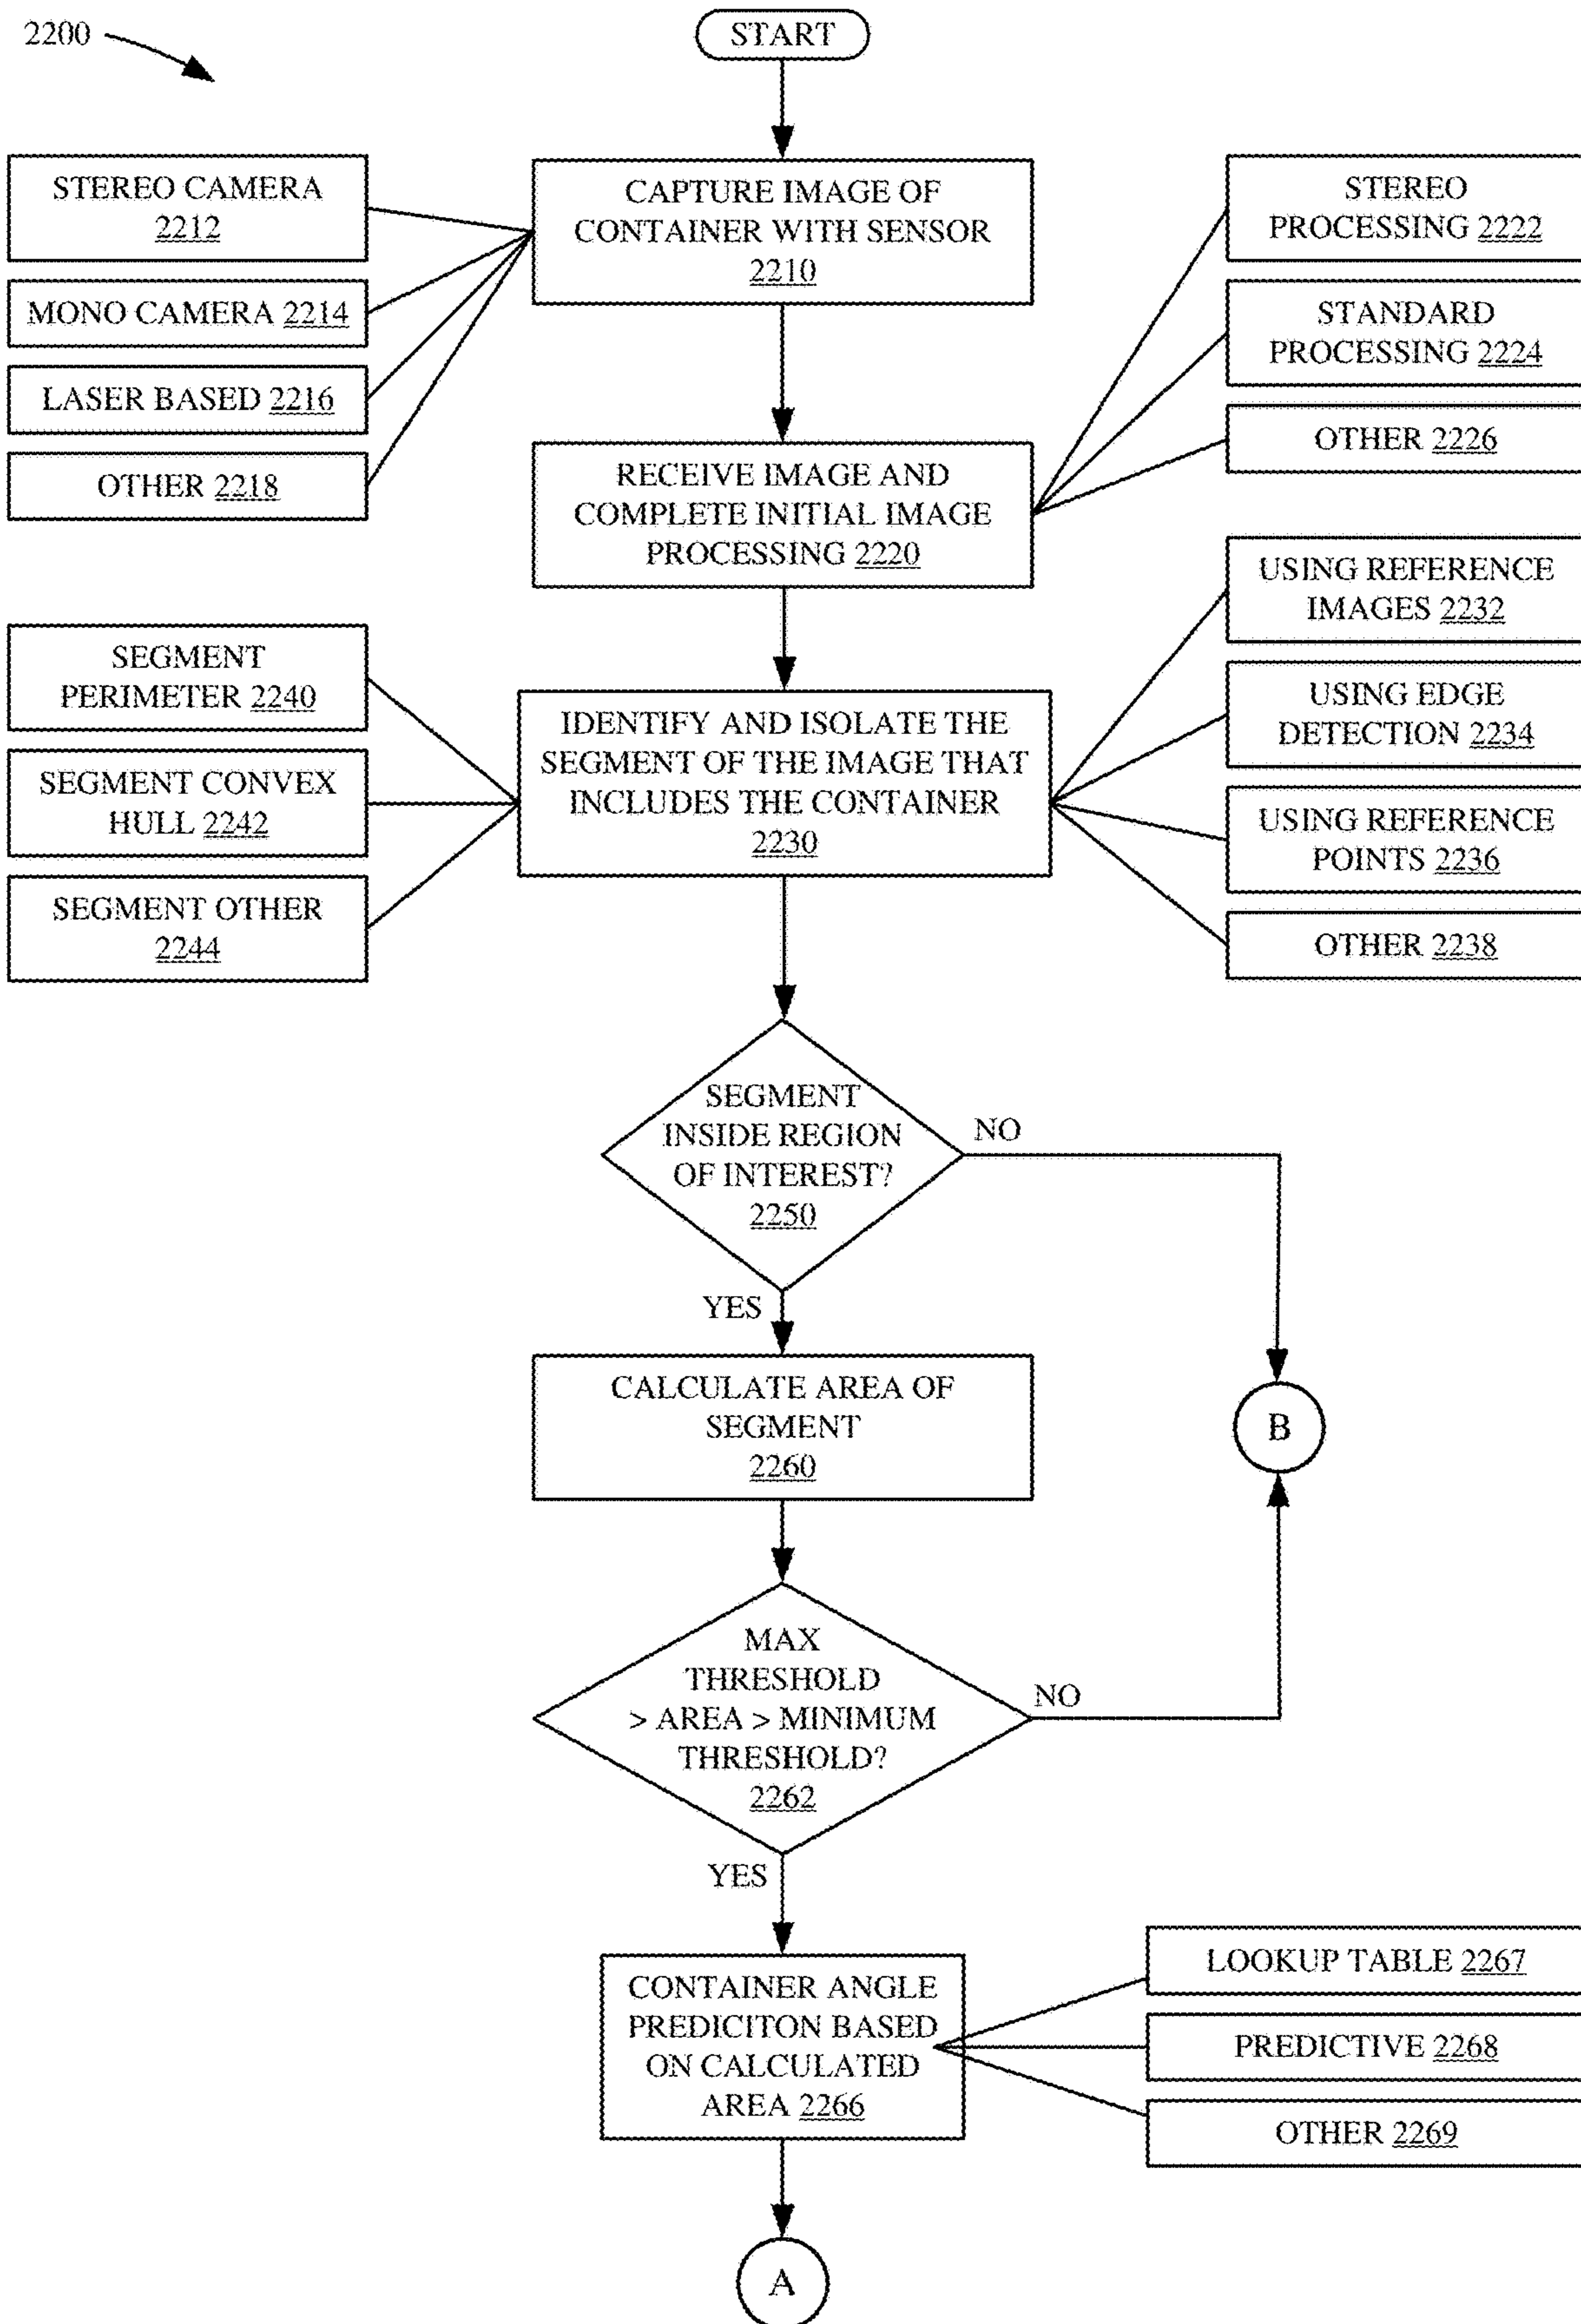 2200
START
STEREO CAMERA
2212
MONO CAMERA 2214
LASER BASED 2216
OTHER 2218
CAPTURE IMAGE OF
CONTAINER WITH SENSOR
2210
STEREO
PROCESSING 2222
STANDARD
PROCESSING 2224
OTHER 2226
RECEIVE IMAGE AND
COMPLETE INITIAL IMAGE
PROCESSING 2220
USING REFERENCE
IMAGES 2232
USING EDGE
DETECTION 2234
USING REFERENCE
POINTS 2236
OTHER 2238
SEGMENT
PERIMETER 2240
SEGMENT CONVEX
HULL 2242
SEGMENT OTHER
2244
IDENTIFY AND ISOLATE THE
SEGMENT OF THE IMAGE THAT
INCLUDES THE CONTAINER
2230
SEGMENT
INSIDE REGION
OF INTEREST?
2250
NO
YES
CALCULATE AREA OF
SEGMENT
2260
B
MAX
THRESHOLD
> AREA > MINIMUM
THRESHOLD?
2262
NO
YES
CONTAINER ANGLE
PREDICITON BASED
ON CALCULATED
AREA 2266
LOOKUP TABLE 2267
PREDICTIVE 2268
OTHER 2269
A